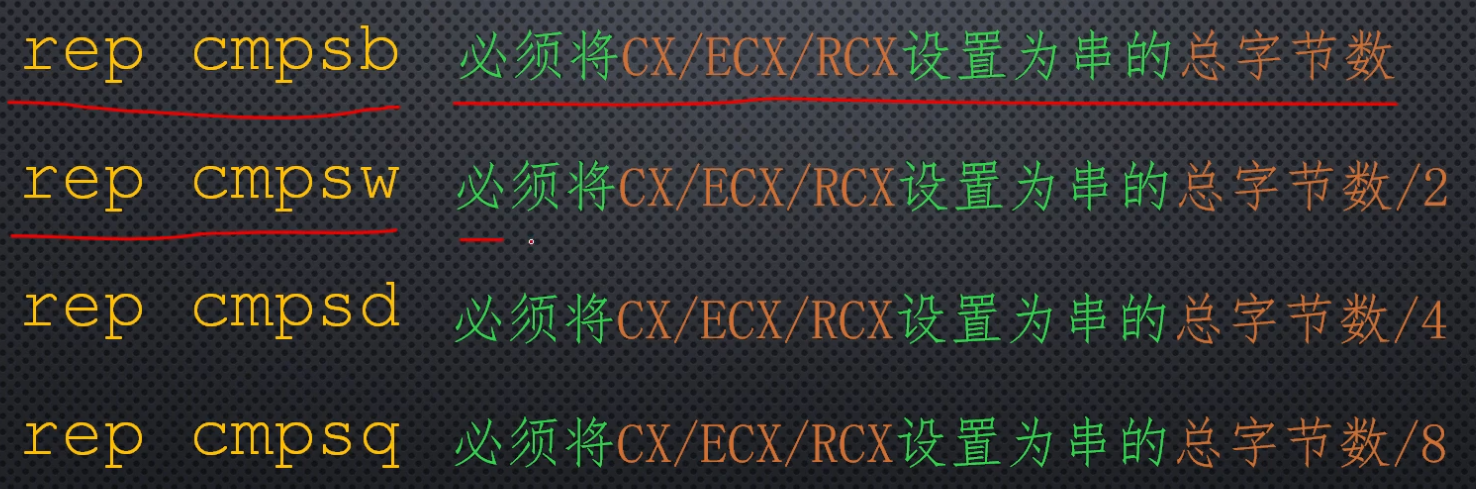 rep cmpsb 必须将CX/ECX/RCX设置为串的总字节数
rep cmpsw 必须将CX/ECX/RCX设置为串的总字节数/2
rep cmpsd 必须将CX/ECX/RCX设置为串的总字节数/4
rep cmpsq 必须将CX/ECX/RCX设置为串的总字节数/8